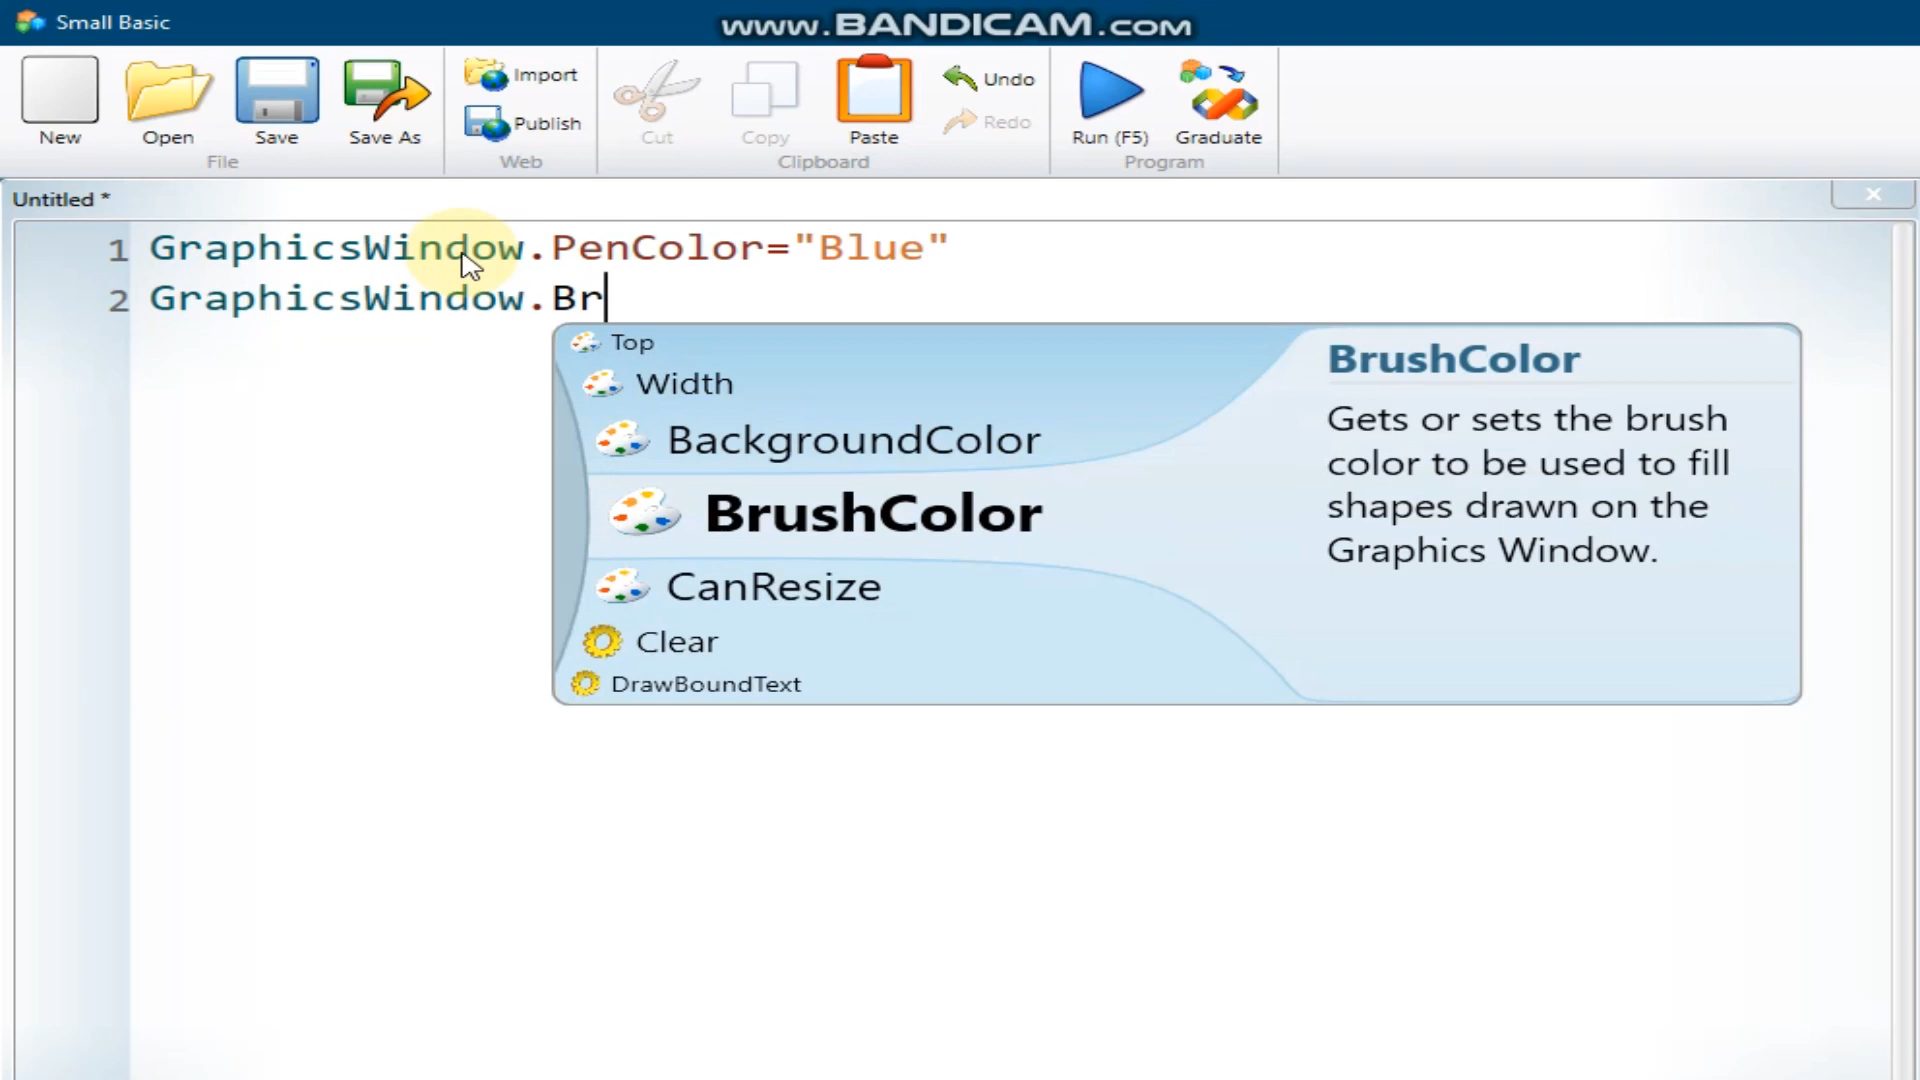 Small Basic
www.BANDICAM.com
New
Open
Save
Save As
File
Import
Publish
Web
Cut
Copy
Paste
Undo
Redo
Clipboard
Run (F5)
Graduate
Program
Untitled *
1 GraphicsWindow.PenColor="Blue"
2 GraphicsWindow.Br
Top
Width
BackgroundColor
BrushColor
CanResize
Clear
DrawBoundText
BrushColor
Gets or sets the brush
color to be used to fill
shapes drawn on the
Graphics Window.